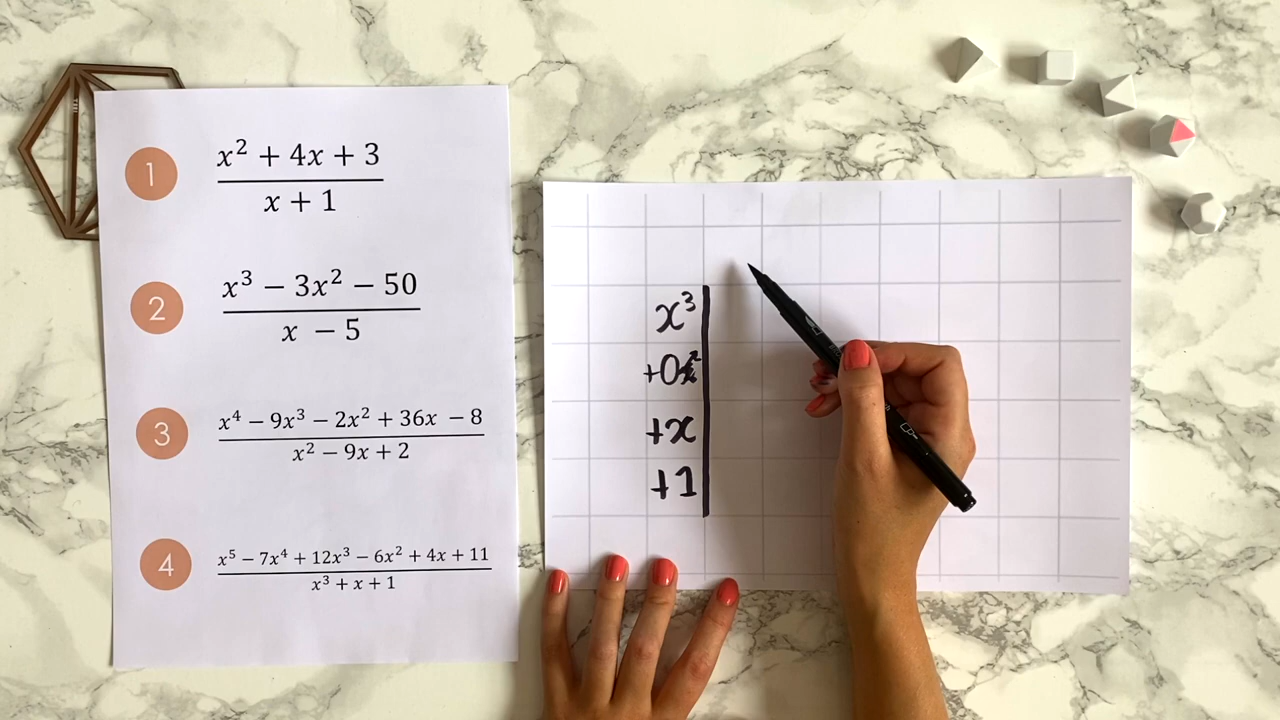 1
x² + 4x + 3
x + 1
2
x³ − 3x² − 50
x − 5
3
x⁴ − 9x³ − 2x² + 36x − 8
x² − 9x + 2
4
x⁵ − 7x⁴ + 12x³ − 6x² + 4x + 11
x³ + x + 1
x³
+0x²
+x
+1